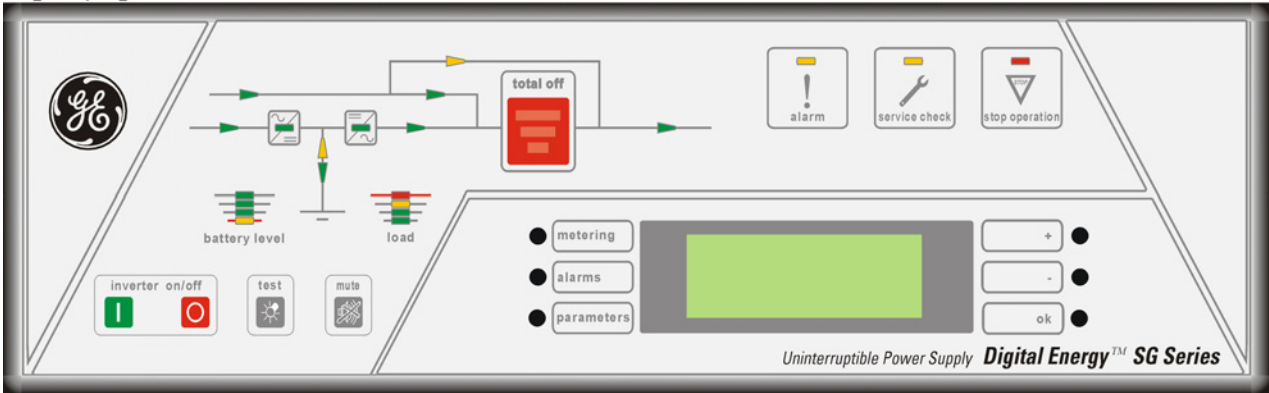 GE
total off
alarm
service check
STOP
stop operation
battery level
load
metering
+
alarms
-
parameters
ok
inverter on/off
I
O
test
mute
Uninterruptible Power Supply Digital Energy™ SG Series